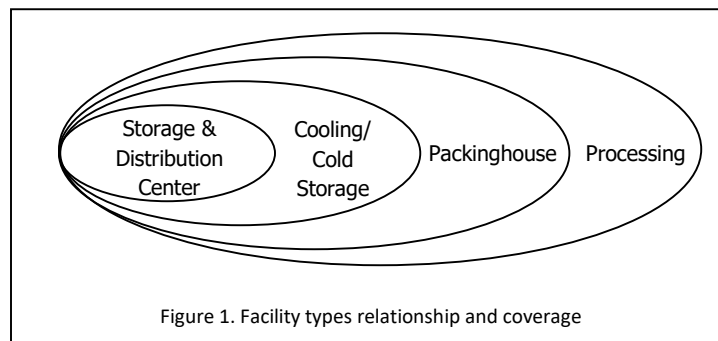 Storage &
Distribution
Center
Cooling/
Cold
Storage
Packinghouse
Processing
Figure 1. Facility types relationship and coverage